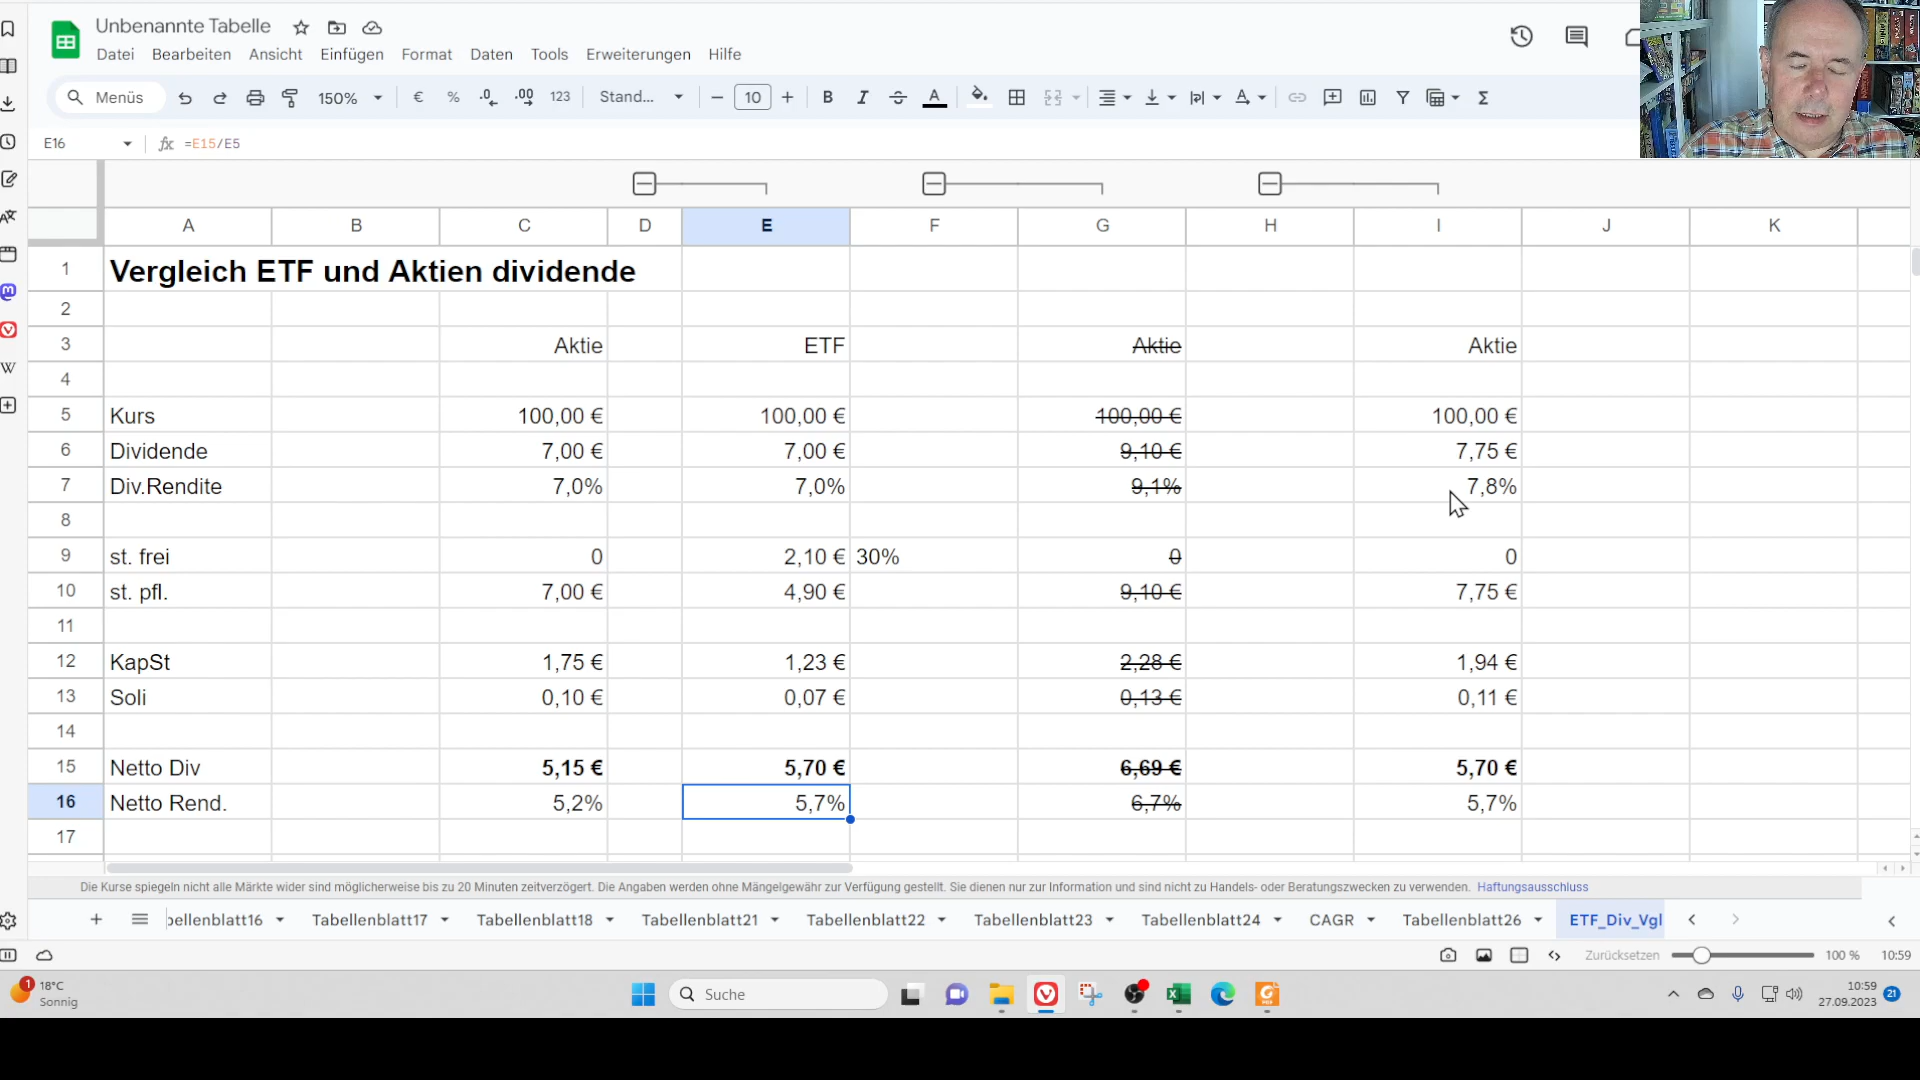 Unbenannte Tabelle
Datei Bearbeiten Ansicht Einfügen Format Daten Tools Erweiterungen Hilfe
Menüs 150% € % .0 .00 123 Stand... 10 B I A Σ
E16 fx =E15/E5
A B C D E F G H I J K
1 Vergleich ETF und Aktien dividende
2
3 Aktie ETF Aktie Aktie
4
5 Kurs 100,00 € 100,00 € 100,00 € 100,00 €
6 Dividende 7,00 € 7,00 € 9,10 € 7,75 €
7 Div.Rendite 7,0% 7,0% 9,1% 7,8%
8
9 st. frei 0 2,10 € 30% 0 0
10 st. pfl. 7,00 € 4,90 € 9,10 € 7,75 €
11
12 KapSt 1,75 € 1,23 € 2,28 € 1,94 €
13 Soli 0,10 € 0,07 € 0,13 € 0,11 €
14
15 Netto Div 5,15 € 5,70 € 6,69 € 5,70 €
16 Netto Rend. 5,2% 5,7% 6,7% 5,7%
17
Die Kurse spiegeln nicht alle Märkte wider sind möglicherweise bis zu 20 Minuten zeitverzögert. Die Angaben werden ohne Mängelgewähr zur Verfügung gestellt. Sie dienen nur zur Information und sind nicht zu Handels- oder Beratungszwecken zu verwenden. Haftungsausschluss
bellenblatt16 Tabellenblatt17 Tabellenblatt18 Tabellenblatt21 Tabellenblatt22 Tabellenblatt23 Tabellenblatt24 CAGR Tabellenblatt26 ETF_Div_Vgl
Zurücksetzen 100 % 10:59
1 18°C
Sonnig
Suche
10:59
27.09.2023 21